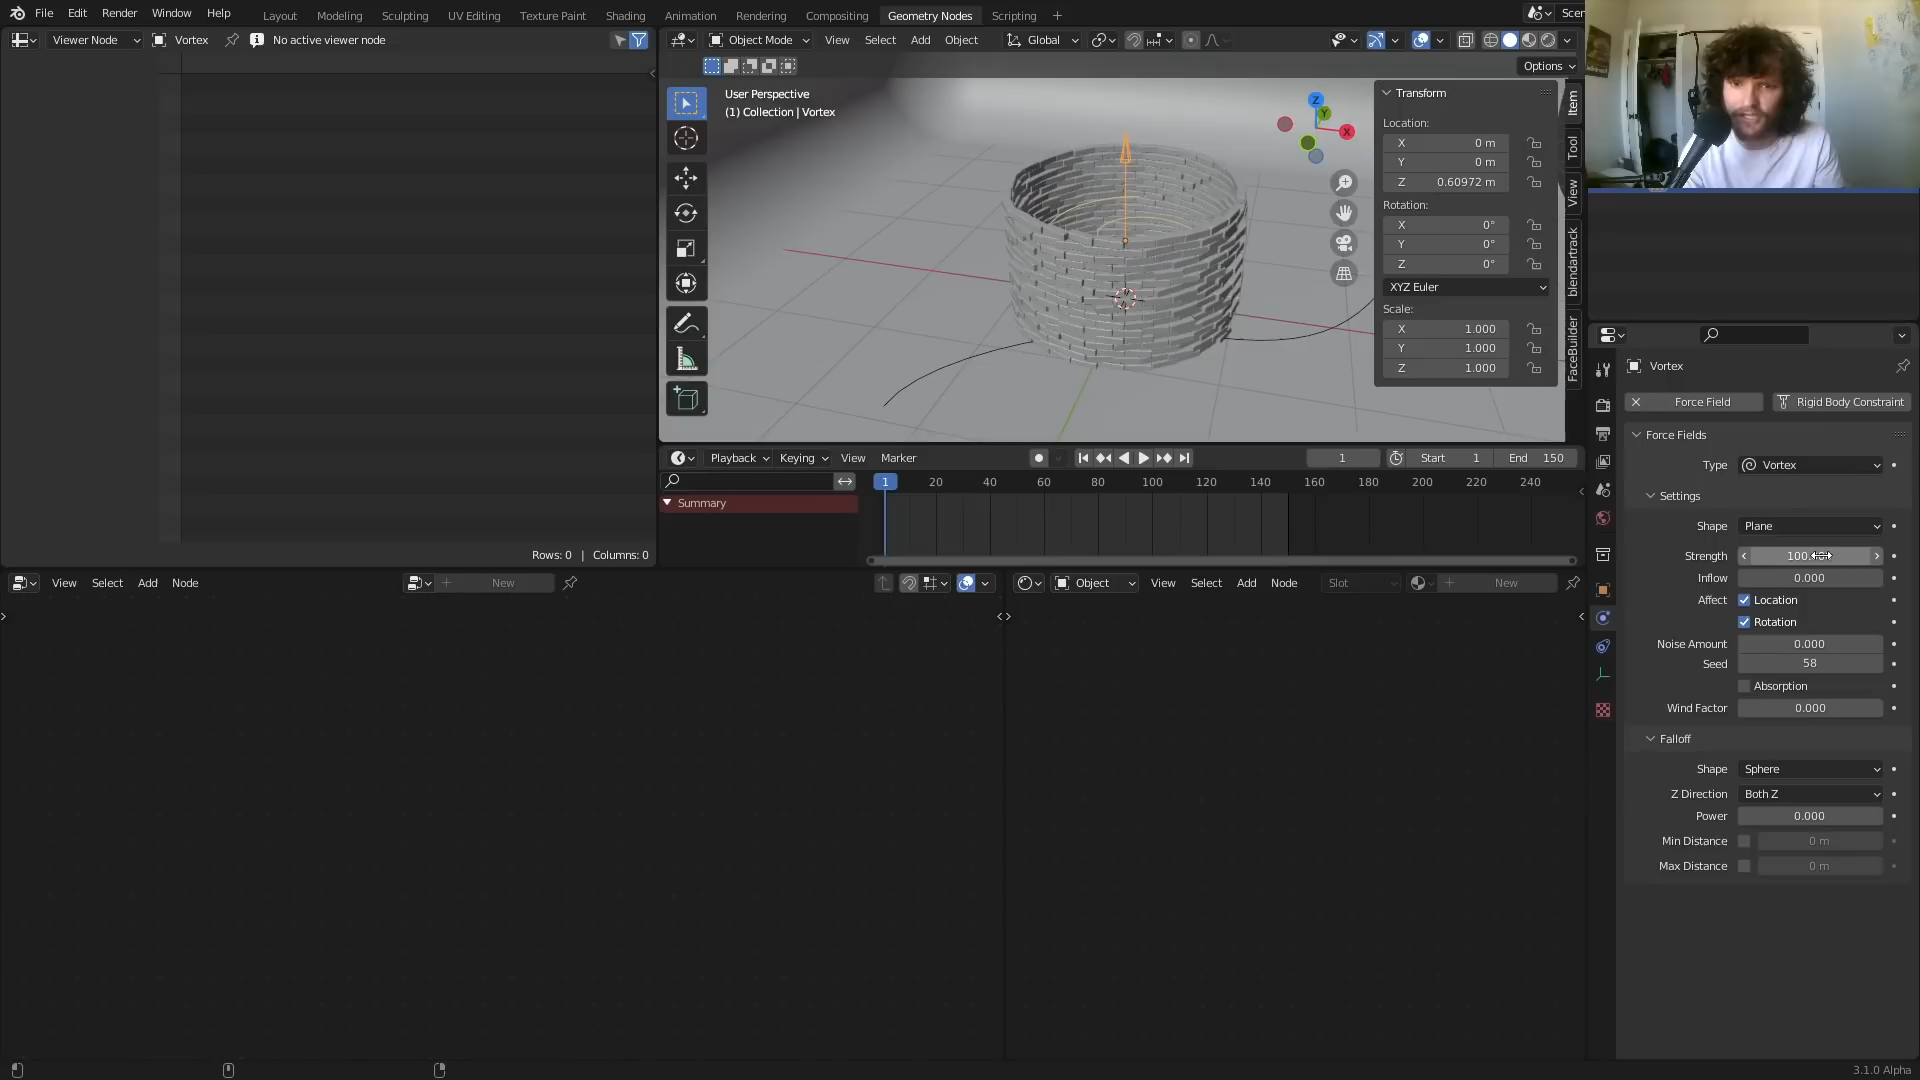 File Edit Render Window Help
Layout Modeling Sculpting UV Editing Texture Paint Shading Animation Rendering Compositing Geometry Nodes Scripting
Viewer Node Vortex No active viewer node
Object Mode View Select Add Object Global
Options
User Perspective
(1) Collection | Vortex
Z
Y
X
Transform
Location:
X 0 m
Y 0 m
Z 0.60972 m
Rotation:
X 0°
Y 0°
Z 0°
XYZ Euler
Scale:
X 1.000
Y 1.000
Z 1.000
Item
Tool
View
blendartrack
FaceBuilder
Playback Keying View Marker
1 Start 1 End 150
1 20 40 60 80 100 120 140 160 180 200 220 240
Summary
Rows: 0 | Columns: 0
View Select Add Node New
Object View Select Add Node Slot New
Vortex
Force Field Rigid Body Constraint
Force Fields
Type Vortex
Settings
Shape Plane
Strength
Inflow 0.000
Affect Location
Rotation
Noise Amount 0.000
Seed 58
Absorption
Wind Factor 0.000
Falloff
Shape Sphere
Z Direction Both Z
Power 0.000
Min Distance 0 m
Max Distance 0 m
3.1.0 Alpha